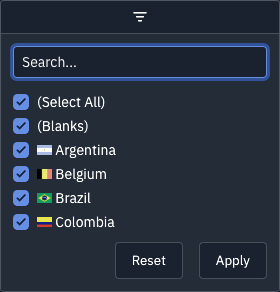 Search...
(Select All)
(Blanks)
Argentina
Belgium
Brazil
Colombia
Reset Apply